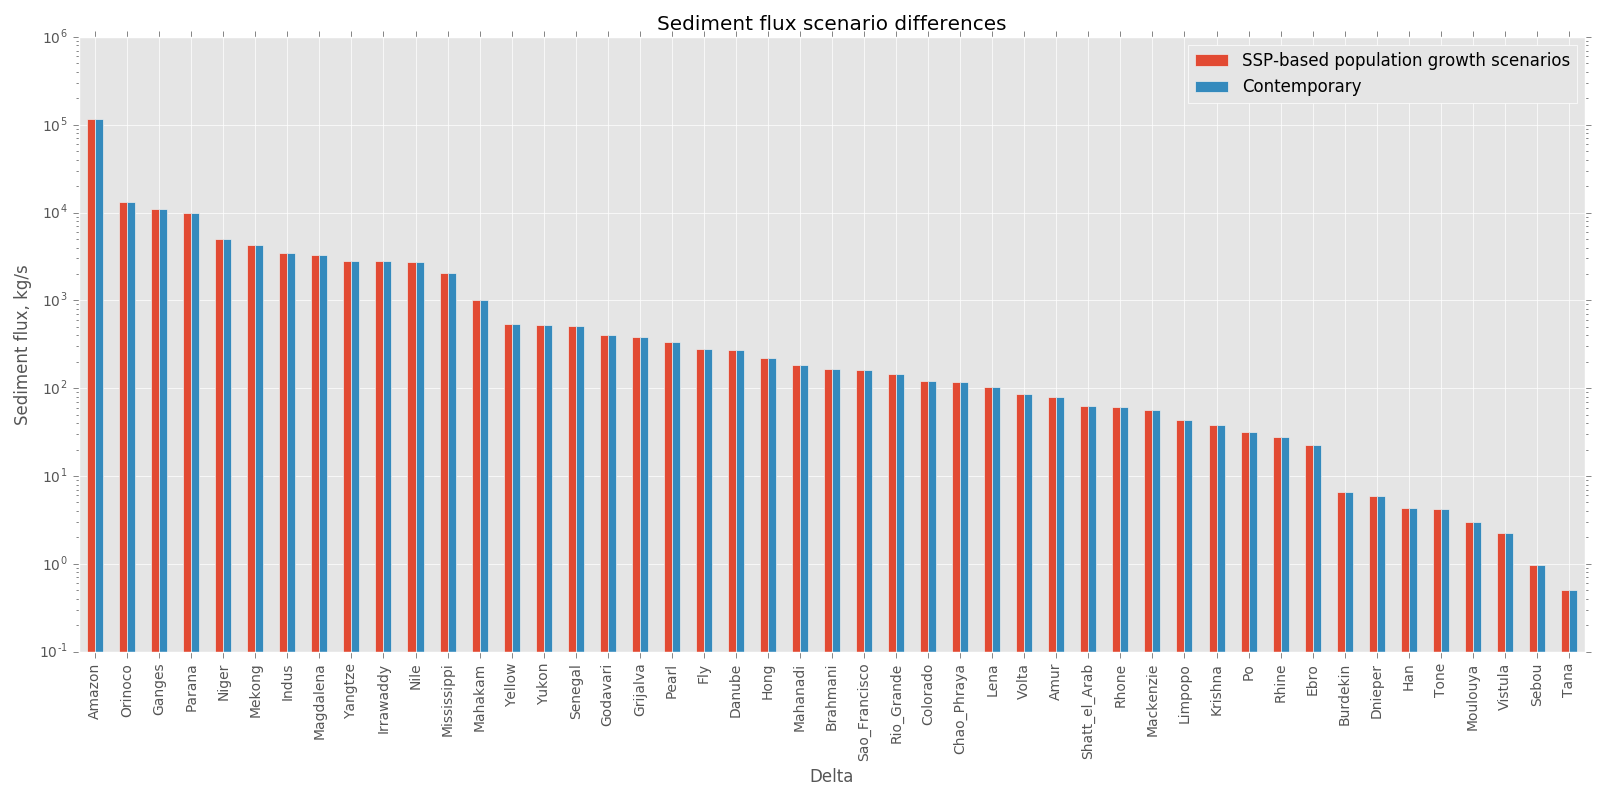 Sediment flux scenario differences
SSP-based population growth scenarios
Contemporary
Sediment flux, kg/s
10^6
10^5
10^4
10^3
10^2
10^1
10^0
10^-1
Amazon
Orinoco
Ganges
Parana
Niger
Mekong
Indus
Magdalena
Yangtze
Irrawaddy
Nile
Mississippi
Mahakam
Yellow
Yukon
Senegal
Godavari
Grijalva
Pearl
Fly
Danube
Hong
Mahanadi
Brahmani
Sao_Francisco
Rio_Grande
Colorado
Chao_Phraya
Lena
Volta
Amur
Shatt_el_Arab
Rhone
Mackenzie
Limpopo
Krishna
Po
Rhine
Ebro
Burdekin
Dnieper
Han
Tone
Moulouya
Vistula
Sebou
Tana
Delta